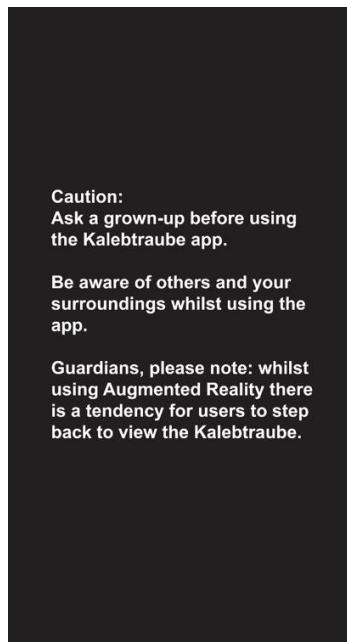 Caution:
Ask a grown-up before using
the Kalebtraube app.
Be aware of others and your
surroundings whilst using the
app.
Guardians, please note: whilst
using Augmented Reality there
is a tendency for users to step
back to view the Kalebtraube.